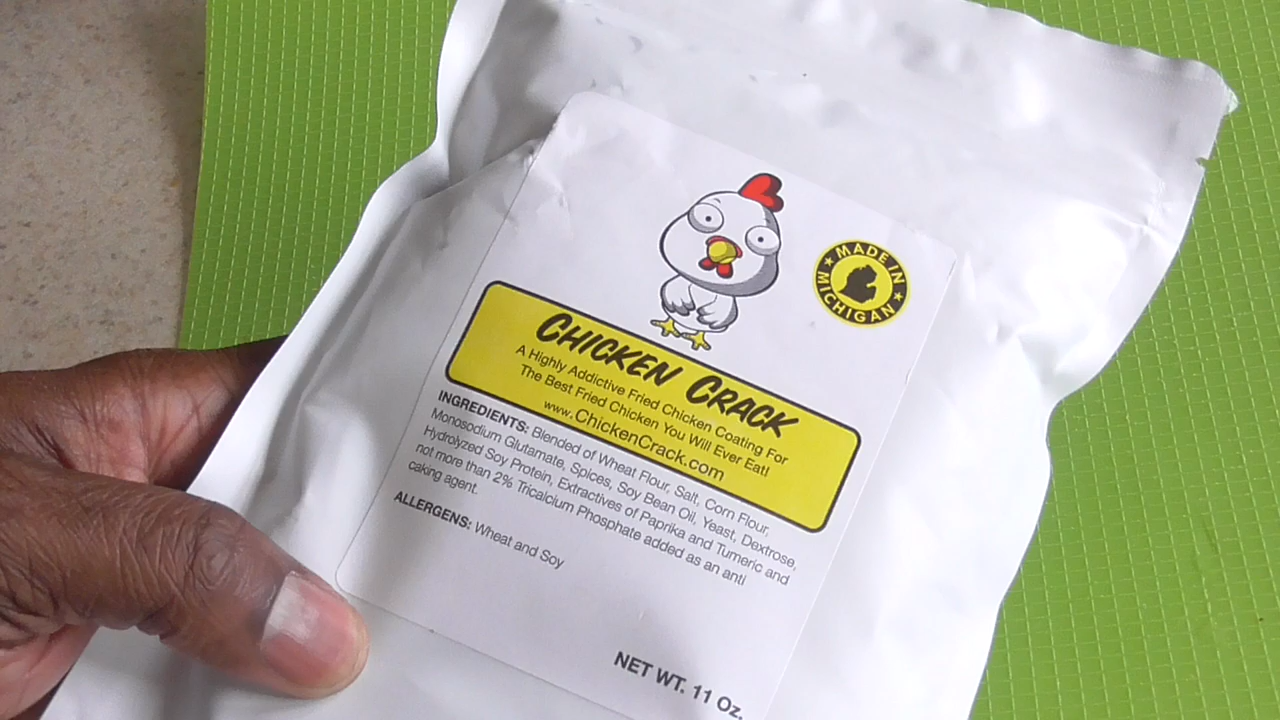 MADE IN
MICHIGAN
CHICKEN CRACK
A Highly Addictive Fried Chicken Coating For
The Best Fried Chicken You Will Ever Eat!
www.ChickenCrack.com
INGREDIENTS: Blended of Wheat Flour, Salt, Corn Flour,
Monosodium Glutamate, Spices, Soy Bean Oil, Yeast, Dextrose,
Hydrolyzed Soy Protein, Extractives of Paprika and Tumeric and
not more than 2% Tricalcium Phosphate added as an anti
caking agent.
ALLERGENS: Wheat and Soy
NET WT. 11 Oz.